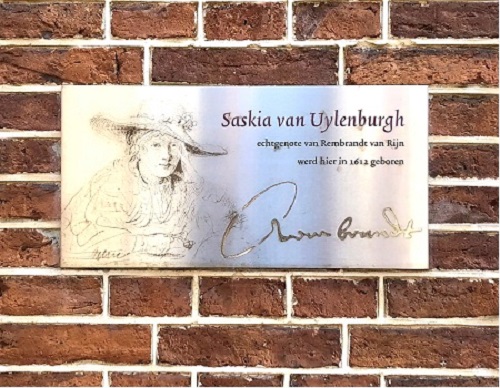 Saskia van Uylenburgh
echtgenote van Rembrandt van Rijn
werd hier in 1612 geboren
Rembrandt